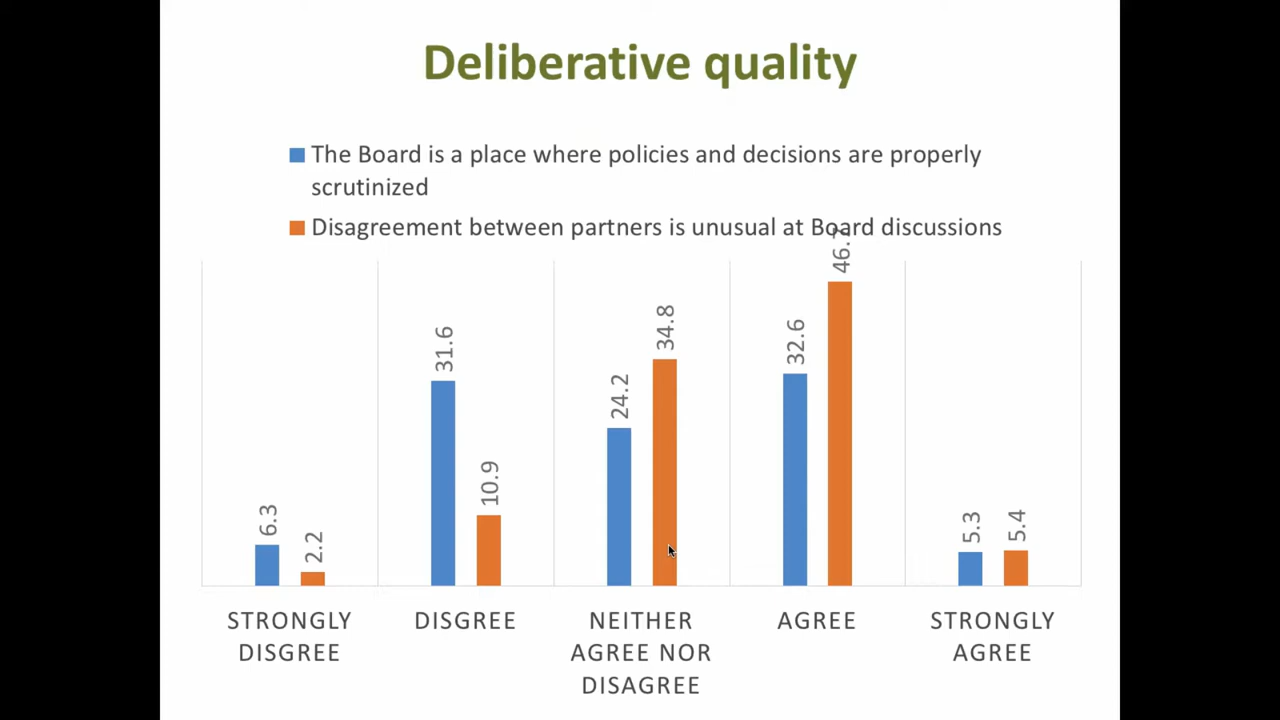 Deliberative quality
The Board is a place where policies and decisions are properly
scrutinized
Disagreement between partners is unusual at Board discussions
6.3
2.2
31.6
10.9
24.2
34.8
32.6
5.3
5.4
STRONGLY
DISGREE
DISGREE
NEITHER
AGREE NOR
DISAGREE
AGREE
STRONGLY
AGREE